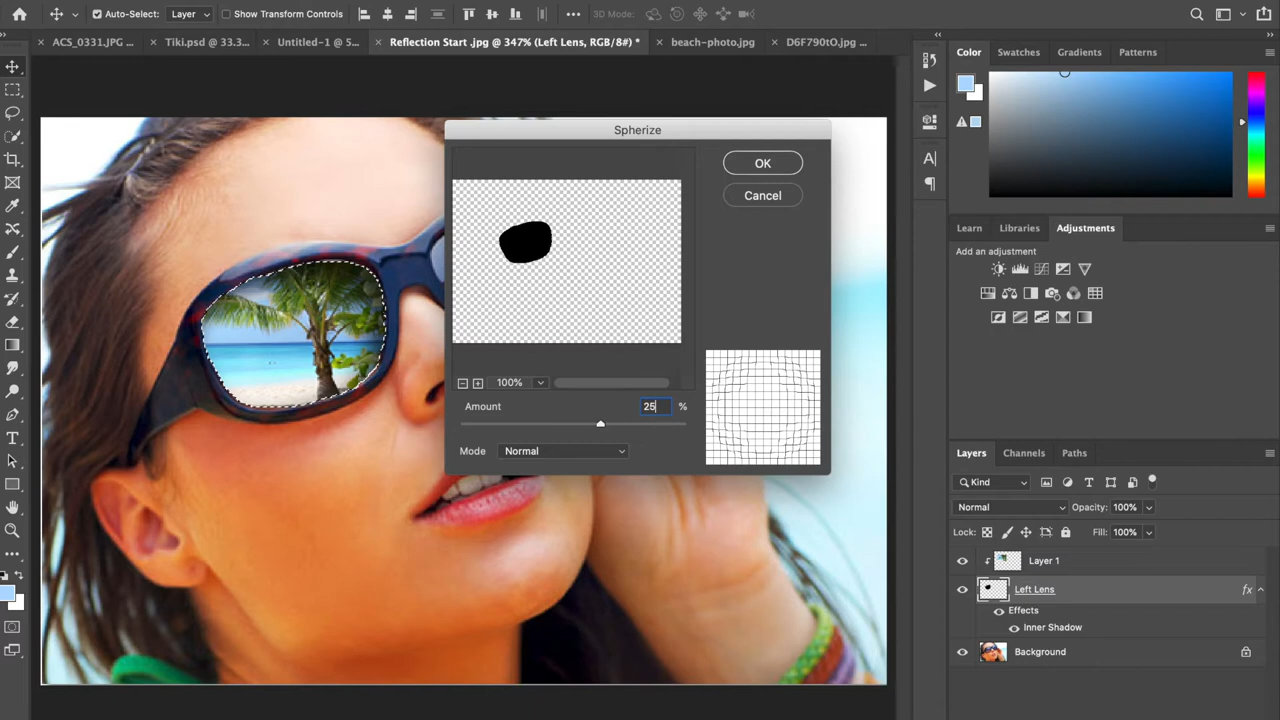 Auto-Select: Layer Show Transform Controls 3D Mode:
ACS_0331.JPG ... Tiki.psd @ 33.3... Untitled-1 @ 5... Reflection Start .jpg @ 347% (Left Lens, RGB/8#) * beach-photo.jpg D6F790tO.jpg ...
Color Swatches Gradients Patterns
Spherize
OK
Cancel
100%
Amount 25 %
Mode Normal
Learn Libraries Adjustments
Add an adjustment
Layers Channels Paths
Kind
Normal Opacity: 100%
Lock: Fill: 100%
Layer 1
Left Lens fx
Effects
Inner Shadow
Background